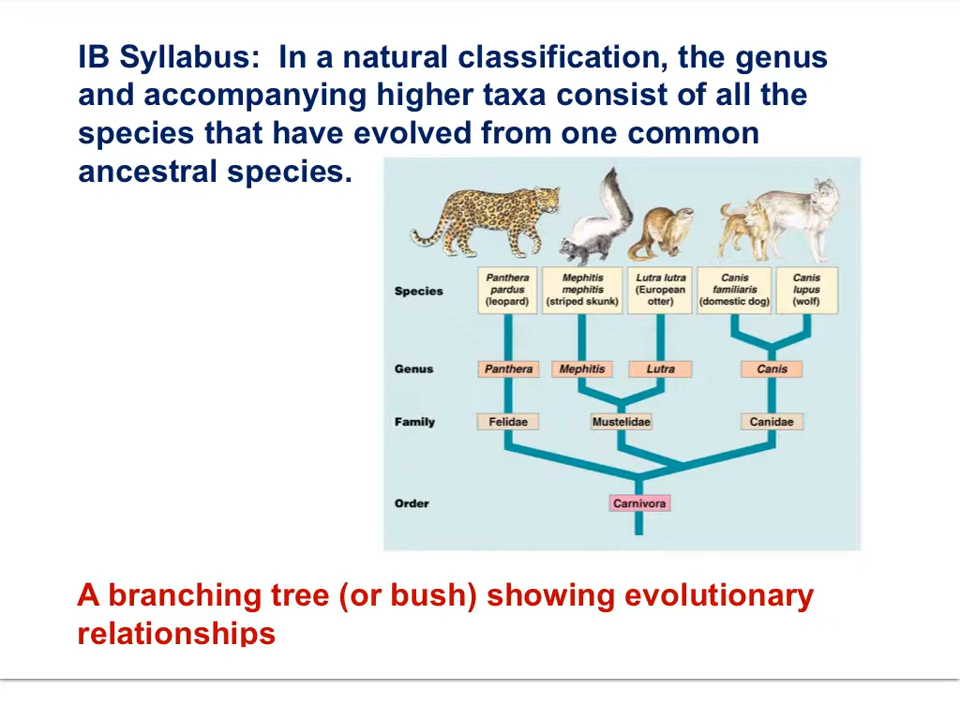 IB Syllabus:  In a natural classification, the genus
and accompanying higher taxa consist of all the
species that have evolved from one common
ancestral species.
Species
Panthera
pardus
(leopard)
Mephitis
mephitis
(striped skunk)
Lutra lutra
(European
otter)
Canis
familiaris
(domestic dog)
Canis
lupus
(wolf)
Genus
Panthera
Mephitis
Lutra
Canis
Family
Felidae
Mustelidae
Canidae
Order
Carnivora
A branching tree (or bush) showing evolutionary
relationships